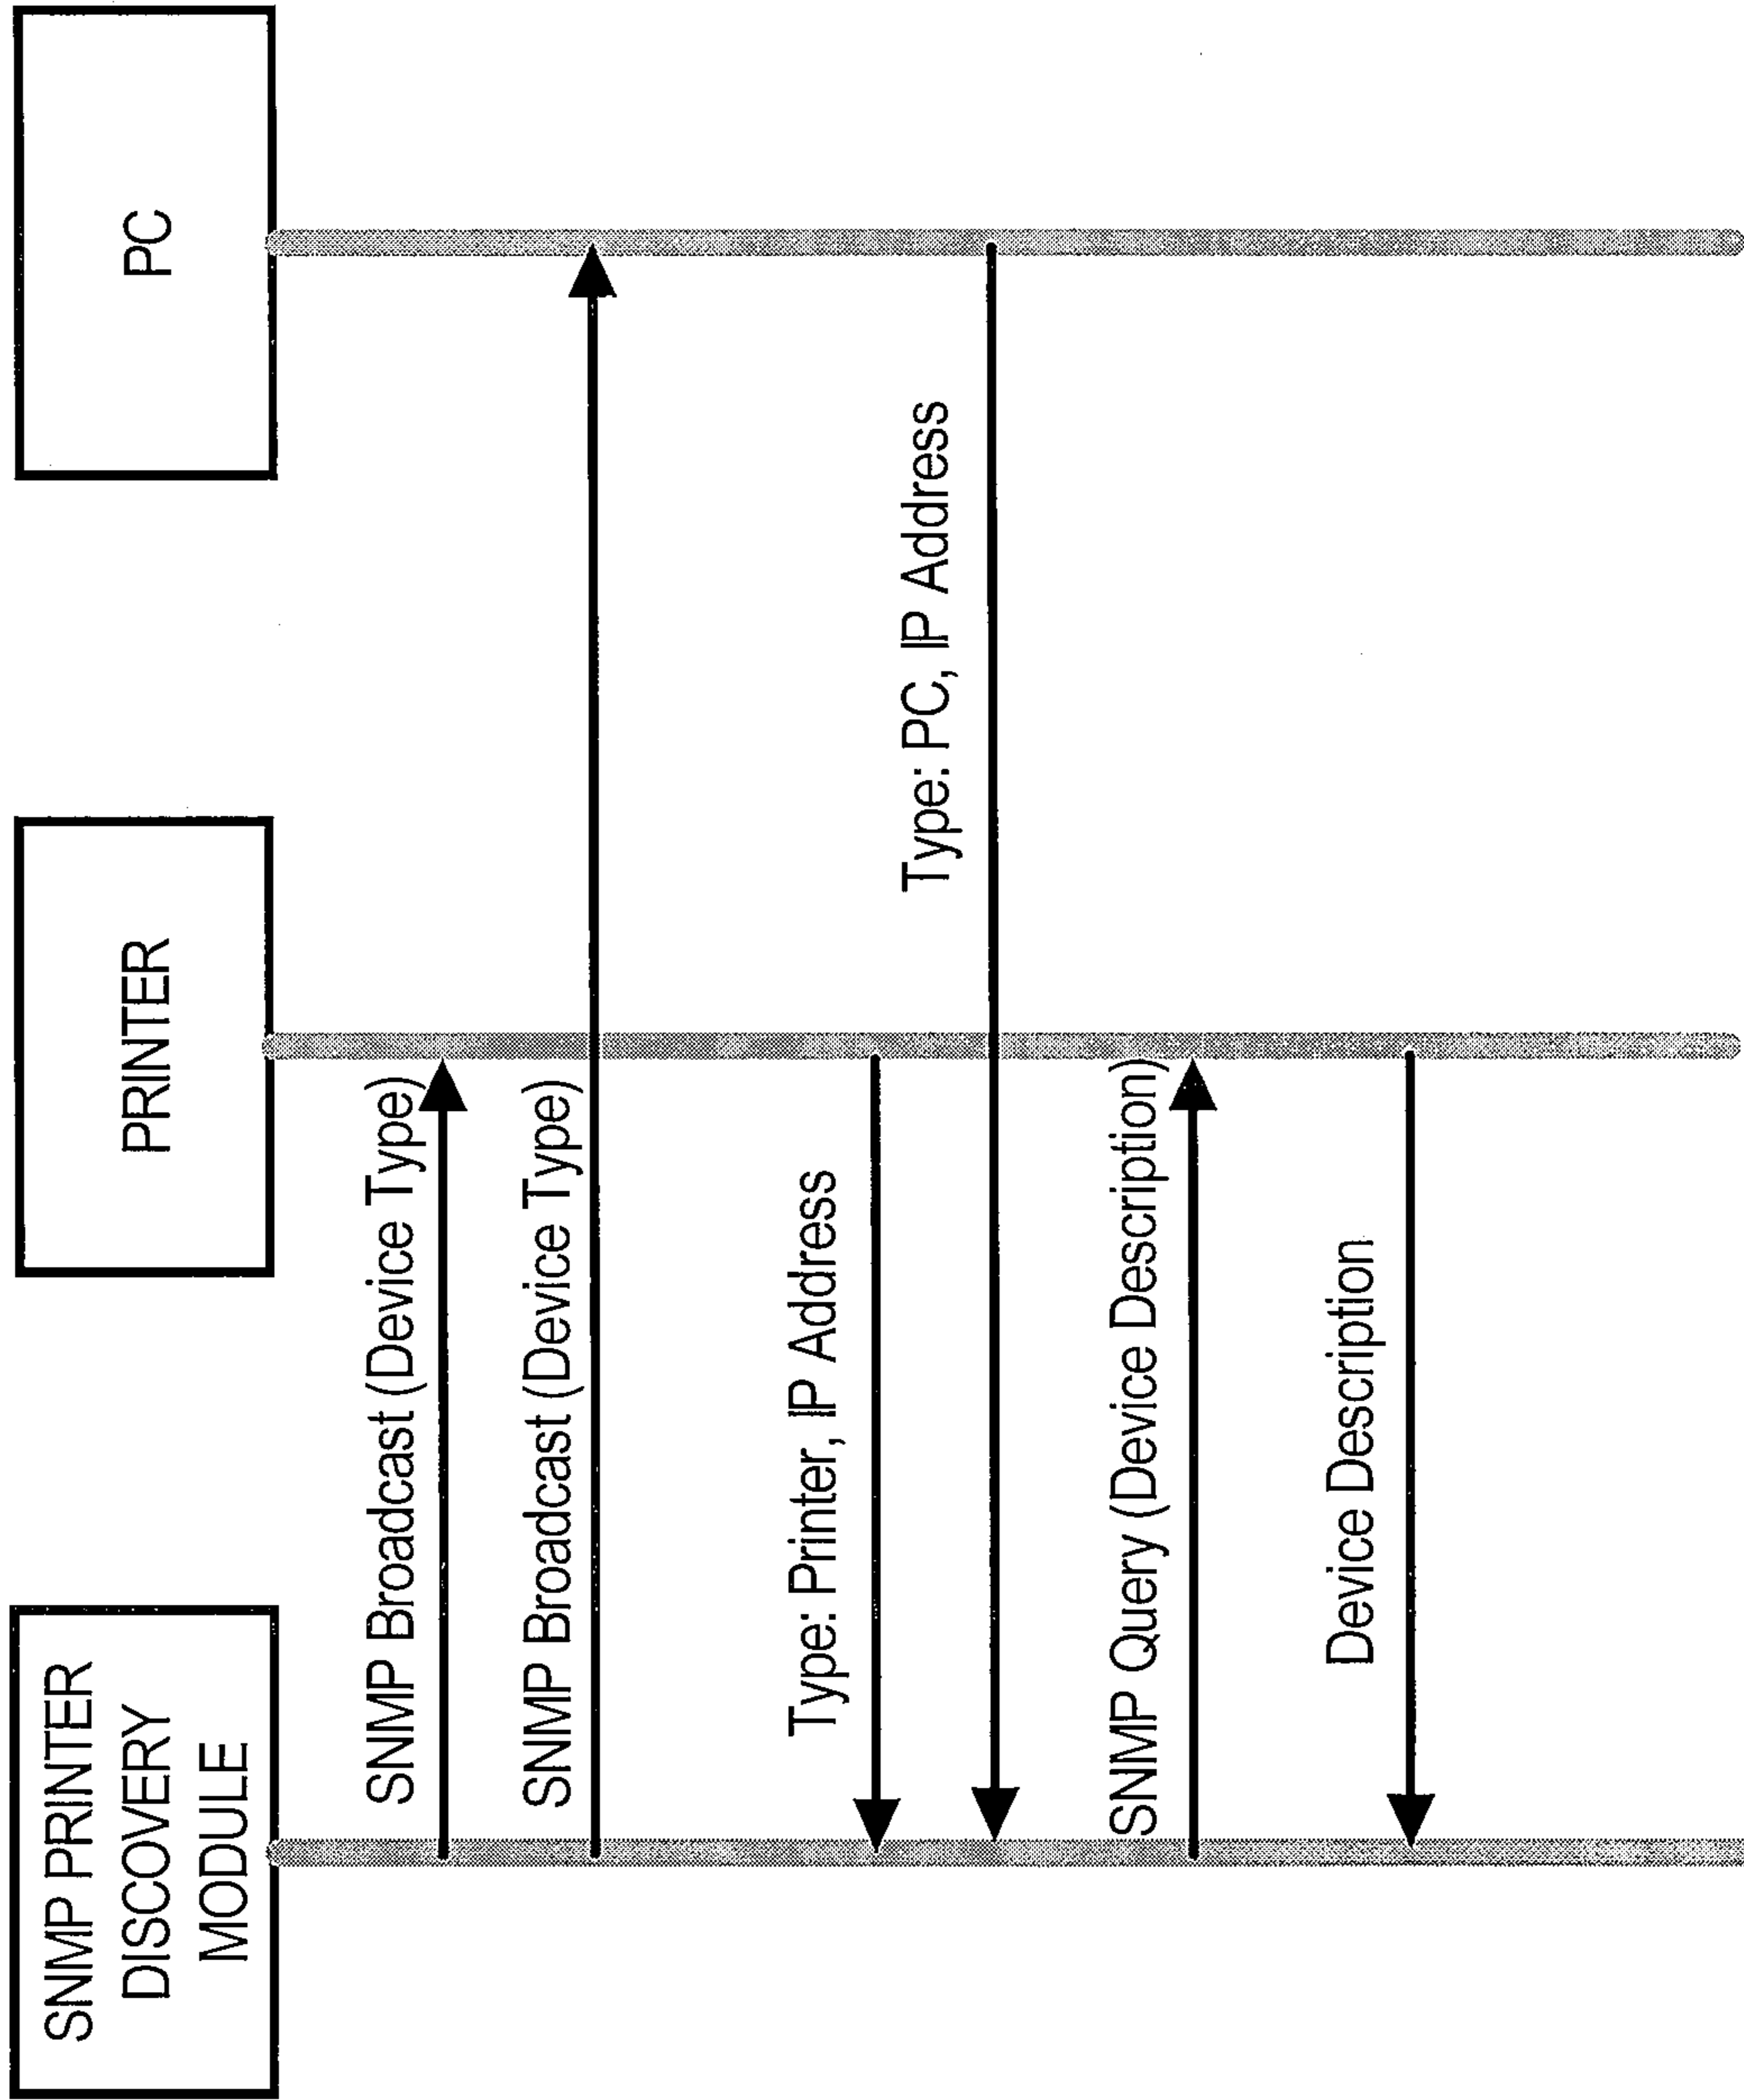 SNMP PRINTER
DISCOVERY
MODULE
PRINTER
PC
SNMP Broadcast (Device Type)
SNMP Broadcast (Device Type)
Type: Printer, IP Address
Type: PC, IP Address
SNMP Query (Device Description)
Device Description